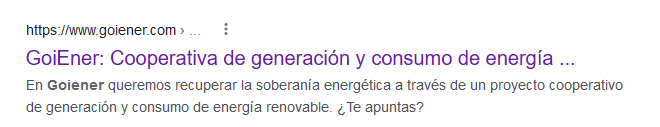 https://www.goiener.com › ...
GoiEner: Cooperativa de generación y consumo de energía ...
En Goiener queremos recuperar la soberanía energética a través de un proyecto cooperativo
de generación y consumo de energía renovable. ¿Te apuntas?